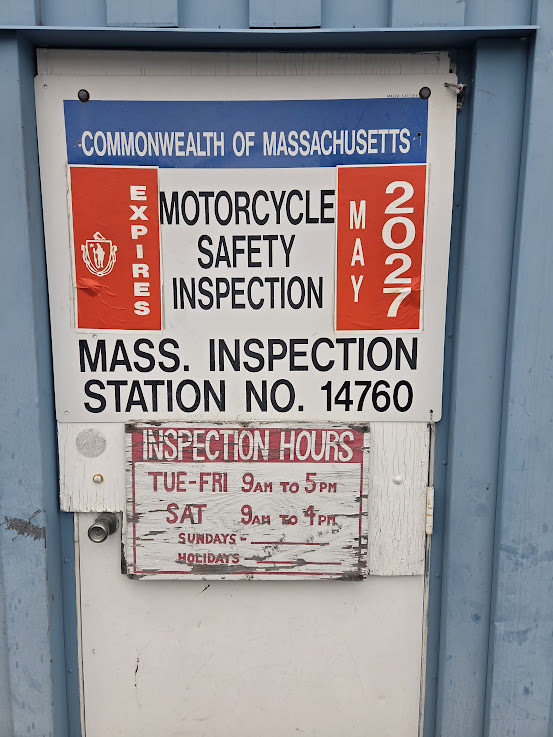 COMMONWEALTH OF MASSACHUSETTS
EXPIRES
MOTORCYCLE
SAFETY
INSPECTION
MAY
2027
MASS. INSPECTION
STATION NO. 14760
INSPECTION HOURS
TUE-FRI 9AM TO 5PM
SAT 9AM TO 4PM
SUNDAYS-
HOLIDAYS-